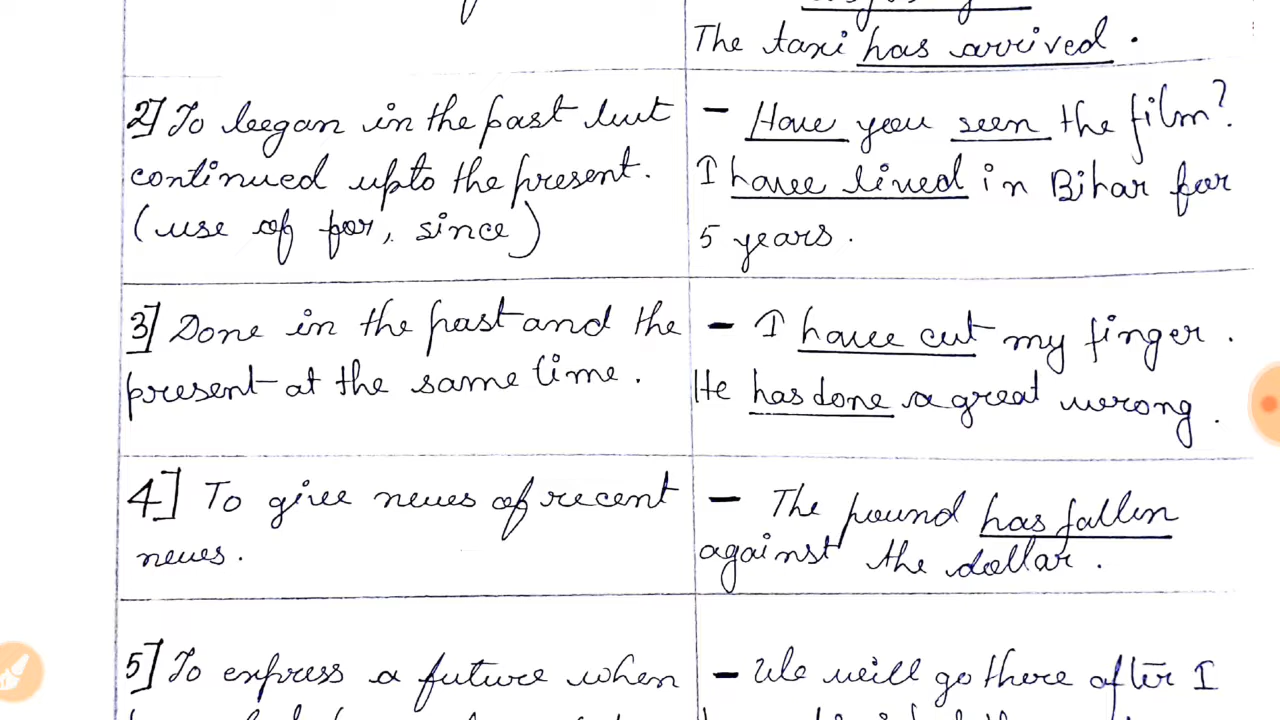 The taxi has arrived.
2] To began in the past but
continued upto the present.
(use of for, since)
- Have you seen the film?
I have lived in Bihar for
5 years.
3] Done in the past and the
present at the same time.
- I have cut my finger.
He has done a great wrong.
4] To give news of recent
news.
- The pound has fallen
against the dollar.
5] To express a future when
- We will go there after I